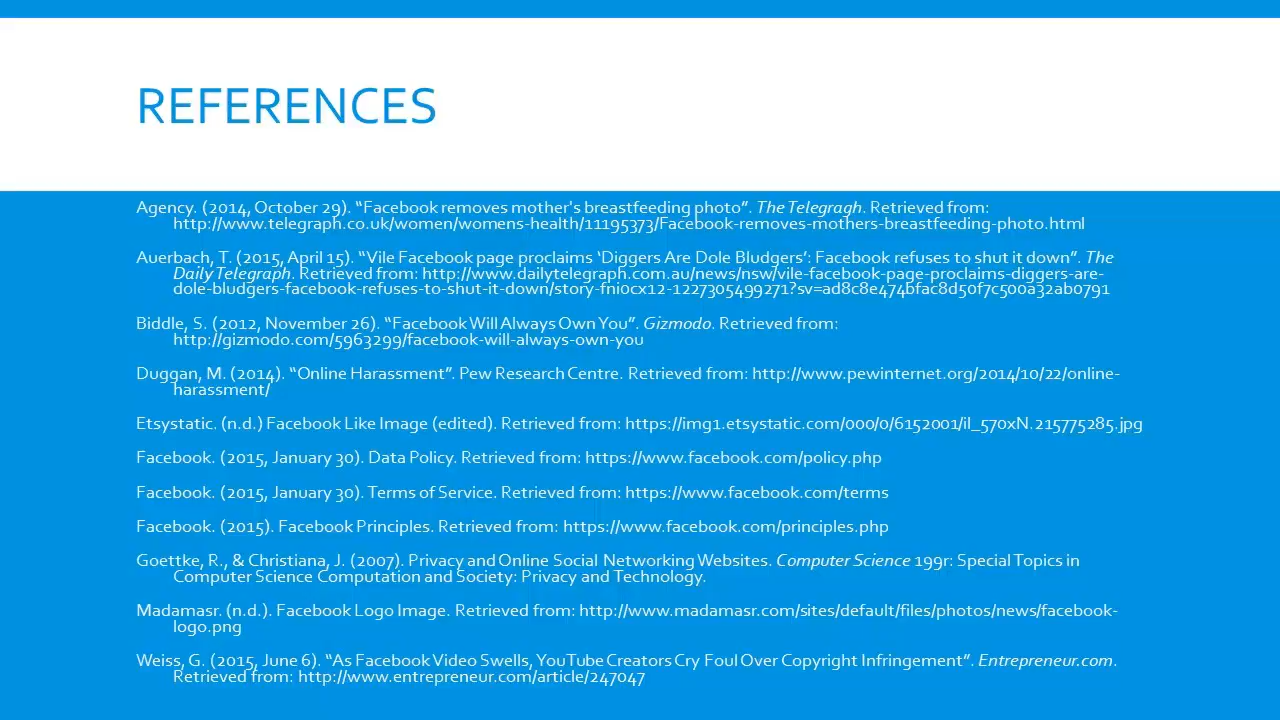 REFERENCES
Agency. (2014, October 29). “Facebook removes mother's breastfeeding photo”. The Telegragh. Retrieved from:
http://www.telegraph.co.uk/women/womens-health/11195373/Facebook-removes-mothers-breastfeeding-photo.html
Auerbach, T. (2015, April 15). “Vile Facebook page proclaims ‘Diggers Are Dole Bludgers’: Facebook refuses to shut it down”. The
Daily Telegraph. Retrieved from: http://www.dailytelegraph.com.au/news/nsw/vile-facebook-page-proclaims-diggers-are-
dole-bludgers-facebook-refuses-to-shut-it-down/story-fni0cx12-1227305499271?sv=ad8c8e474bfac8d50f7c500a32ab0791
Biddle, S. (2012, November 26). “Facebook Will Always Own You”. Gizmodo. Retrieved from:
http://gizmodo.com/5963299/facebook-will-always-own-you
Duggan, M. (2014). “Online Harassment”. Pew Research Centre. Retrieved from: http://www.pewinternet.org/2014/10/22/online-
harassment/
Etsystatic. (n.d.) Facebook Like Image (edited). Retrieved from: https://img1.etsystatic.com/000/0/6152001/il_570xN.215775285.jpg
Facebook. (2015, January 30). Data Policy. Retrieved from: https://www.facebook.com/policy.php
Facebook. (2015, January 30). Terms of Service. Retrieved from: https://www.facebook.com/terms
Facebook. (2015). Facebook Principles. Retrieved from: https://www.facebook.com/principles.php
Goettke, R., & Christiana, J. (2007). Privacy and Online Social Networking Websites. Computer Science 199r: Special Topics in
Computer Science Computation and Society: Privacy and Technology.
Madamasr. (n.d.). Facebook Logo Image. Retrieved from: http://www.madamasr.com/sites/default/files/photos/news/facebook-
logo.png
Weiss, G. (2015, June 6). “As Facebook Video Swells, YouTube Creators Cry Foul Over Copyright Infringement”. Entrepreneur.com.
Retrieved from: http://www.entrepreneur.com/article/247047